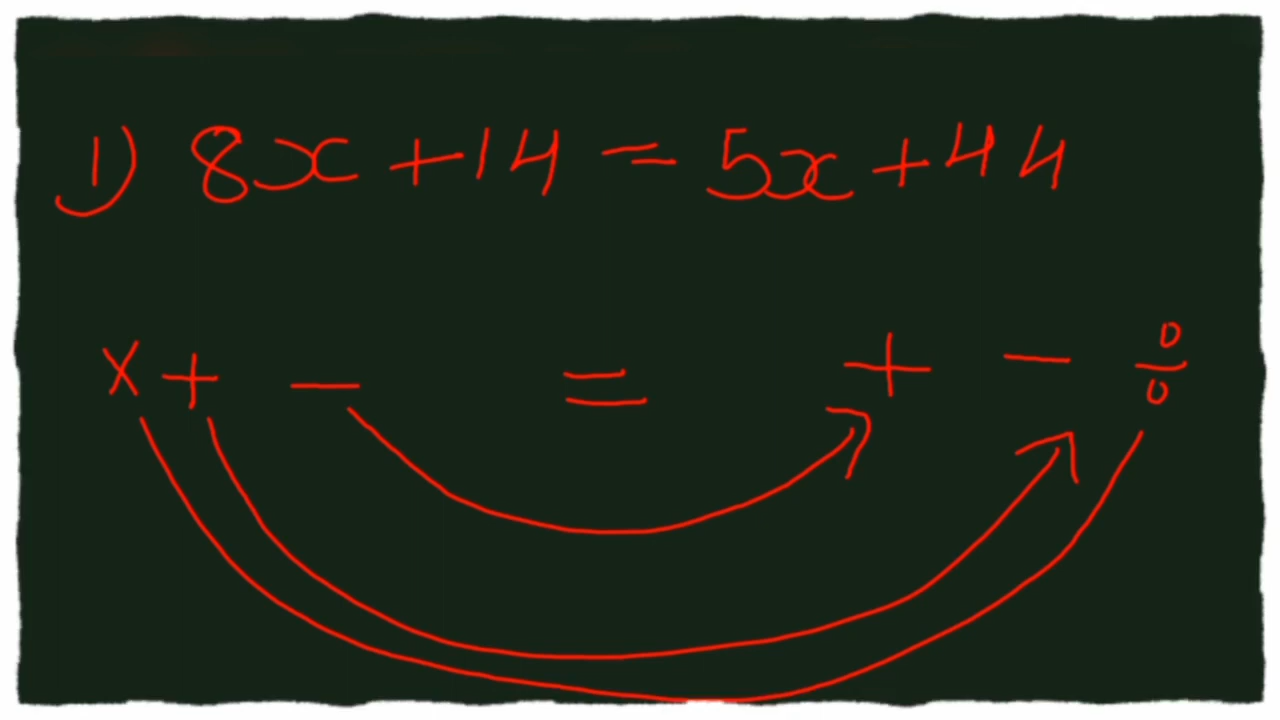 1) 8x + 14 = 5x + 44
x + - = + - ÷